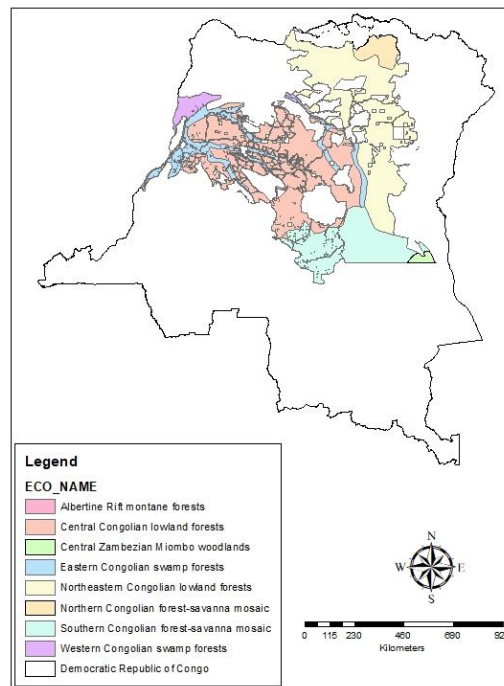 Legend
ECO_NAME
Albertine Rift montane forests
Central Congolian lowland forests
Central Zambezian Miombo woodlands
Eastern Congolian swamp forests
Northeastern Congolian lowland forests
Northern Congolian forest-savanna mosaic
Southern Congolian forest-savanna mosaic
Western Congolian swamp forests
Democratic Republic of Congo
N
W E
S
0 115 230 460 690 92
Kilometers